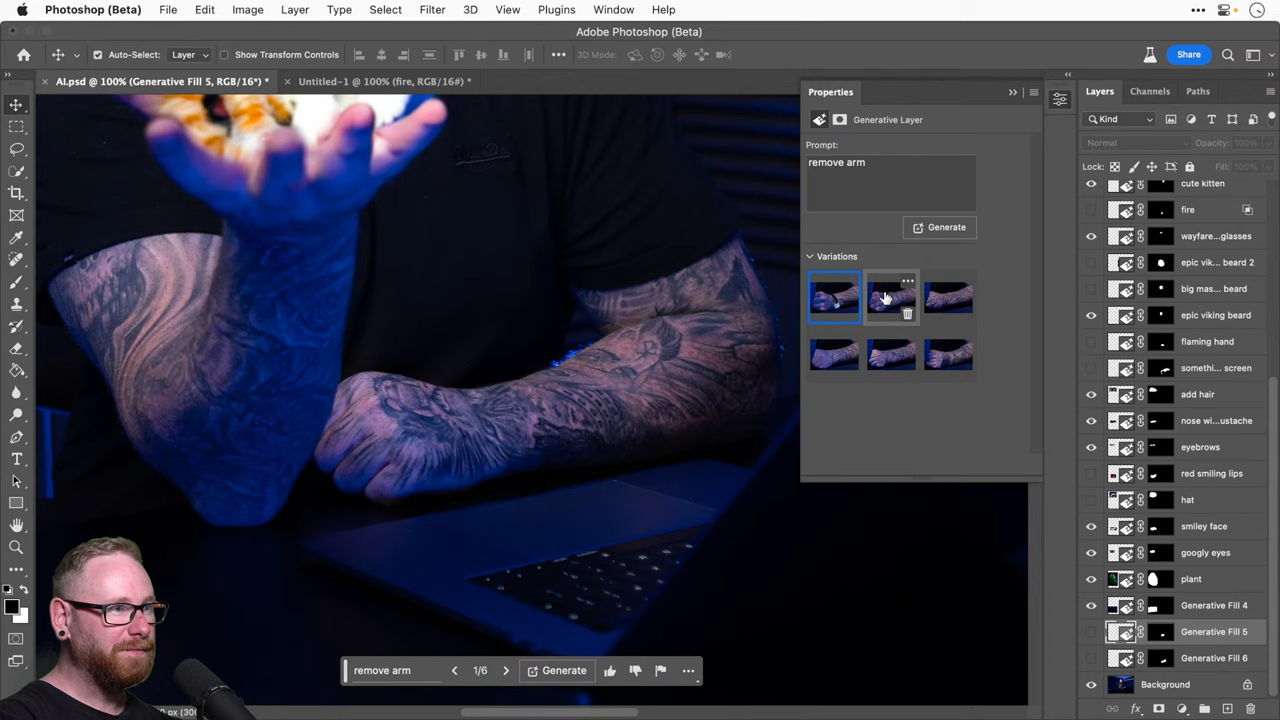 Photoshop (Beta) File Edit Image Layer Type Select Filter 3D View Plugins Window Help
Adobe Photoshop (Beta)
Auto-Select: Layer Show Transform Controls 3D Mode: Share
AI.psd @ 100% (Generative Fill 5, RGB/16*) * Untitled-1 @ 100% (fire, RGB/16#) *
Properties
Generative Layer
Prompt:
remove arm
Generate
Variations
remove arm 1/6 Generate
Layers Channels Paths
Kind
Normal Opacity: 100%
Lock: Fill: 100%
cute kitten
fire
wayfare...glasses
epic vik... beard 2
big mas... beard
epic viking beard
flaming hand
somethi... screen
add hair
nose wi...ustache
eyebrows
red smiling lips
hat
smiley face
googly eyes
plant
Generative Fill 4
Generative Fill 5
Generative Fill 6
Background